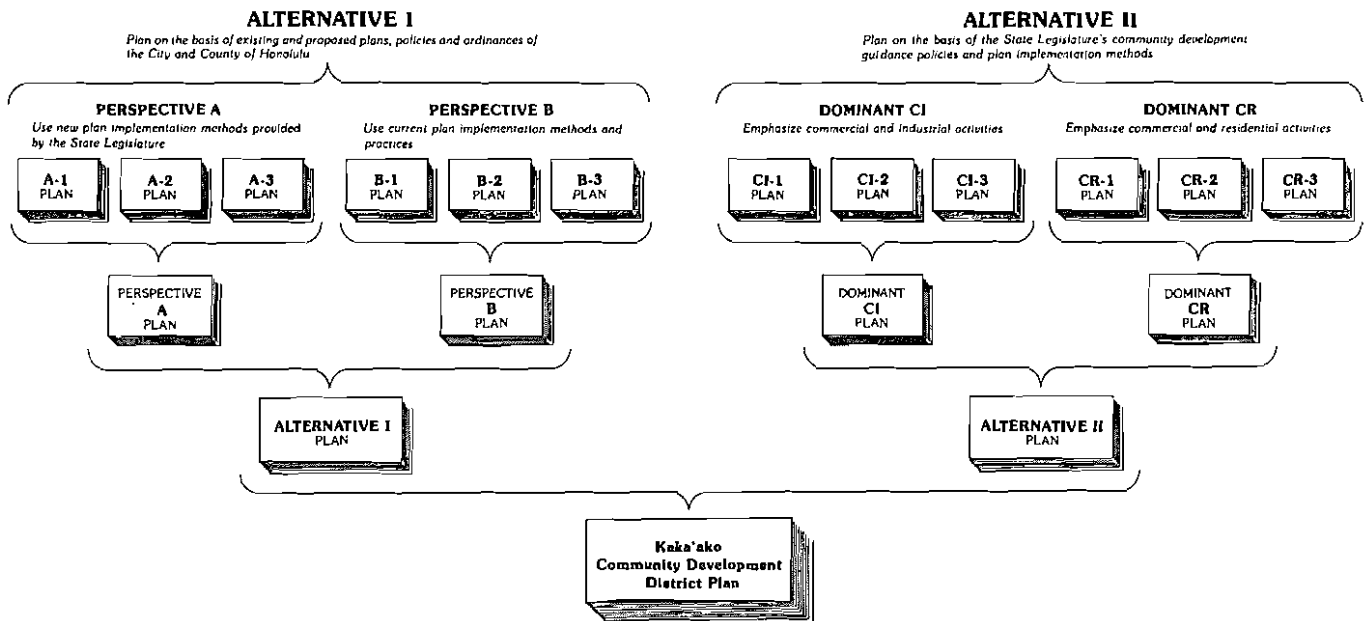 ALTERNATIVE I
Plan on the basis of existing and proposed plans, policies and ordinances of
the City and County of Honolulu
ALTERNATIVE II
Plan on the basis of the State Legislature's community development
guidance policies and plan implementation methods
PERSPECTIVE A
Use new plan implementation methods provided
by the State Legislature
PERSPECTIVE B
Use current plan implementation methods and
practices
DOMINANT CI
Emphasize commercial and industrial activities
DOMINANT CR
Emphasize commercial and residential activities
A-1
PLAN
A-2
PLAN
A-3
PLAN
B-1
PLAN
B-2
PLAN
B-3
PLAN
CI-1
PLAN
CI-2
PLAN
CI-3
PLAN
CR-1
PLAN
CR-2
PLAN
CR-3
PLAN
PERSPECTIVE
A
PLAN
PERSPECTIVE
B
PLAN
DOMINANT
CI
PLAN
DOMINANT
CR
PLAN
ALTERNATIVE I
PLAN
ALTERNATIVE II
PLAN
Kaka'ako
Community Development
District Plan